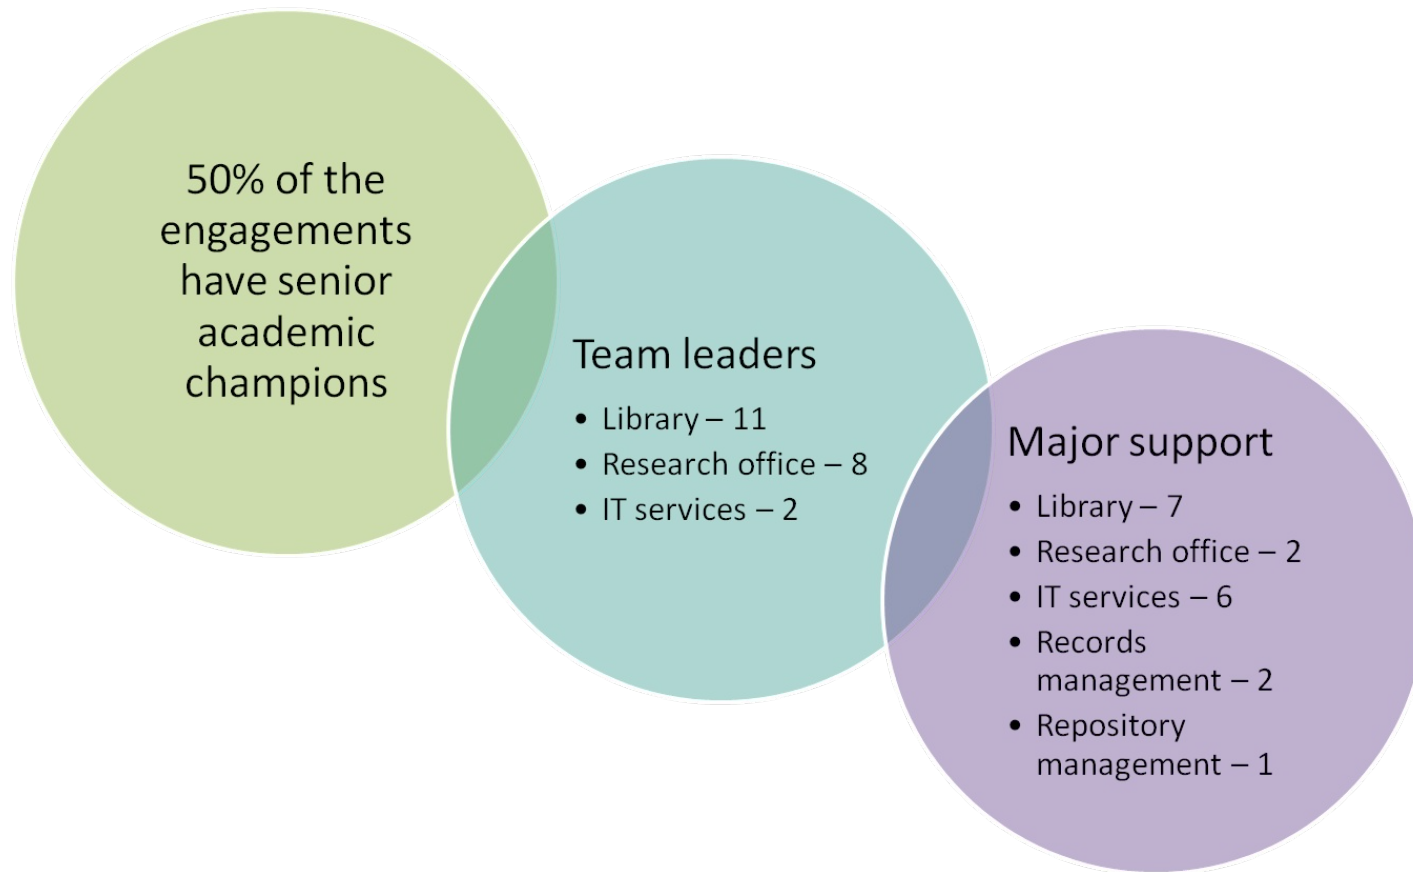 50% of the
engagements
have senior
academic
champions
Team leaders
• Library – 11
• Research office – 8
• IT services – 2
Major support
• Library – 7
• Research office – 2
• IT services – 6
• Records
management – 2
• Repository
management – 1